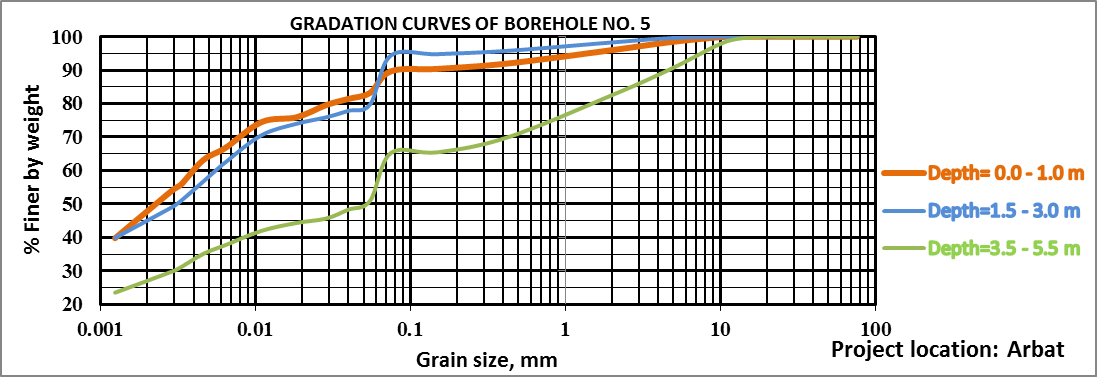 GRADATION CURVES OF BOREHOLE NO. 5
% Finer by weight
100
90
80
70
60
50
40
30
20
0.001
0.01
0.1
1
10
100
Grain size, mm
Depth= 0.0 - 1.0 m
Depth=1.5 - 3.0 m
Depth=3.5 - 5.5 m
Project location: Arbat